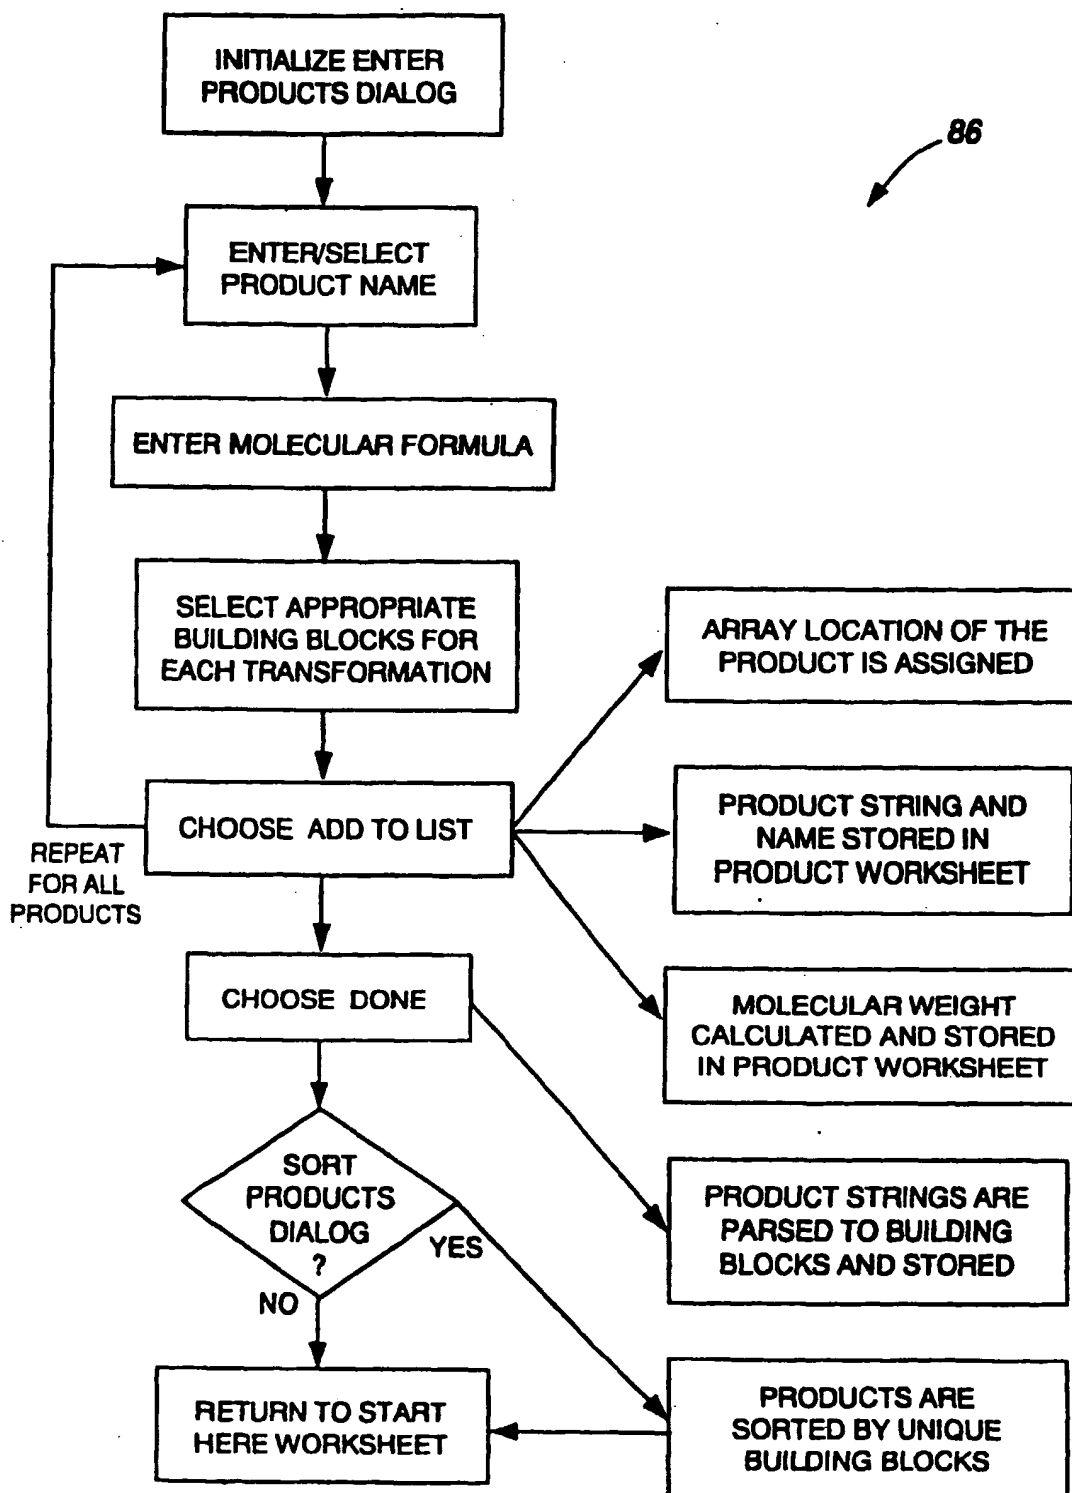 INITIALIZE ENTER
PRODUCTS DIALOG
86
ENTER/SELECT
PRODUCT NAME
ENTER MOLECULAR FORMULA
SELECT APPROPRIATE
BUILDING BLOCKS FOR
EACH TRANSFORMATION
ARRAY LOCATION OF THE
PRODUCT IS ASSIGNED
CHOOSE ADD TO LIST
PRODUCT STRING AND
NAME STORED IN
PRODUCT WORKSHEET
REPEAT
FOR ALL
PRODUCTS
CHOOSE DONE
MOLECULAR WEIGHT
CALCULATED AND STORED
IN PRODUCT WORKSHEET
SORT
PRODUCTS
DIALOG
?
YES
NO
PRODUCT STRINGS ARE
PARSED TO BUILDING
BLOCKS AND STORED
RETURN TO START
HERE WORKSHEET
PRODUCTS ARE
SORTED BY UNIQUE
BUILDING BLOCKS